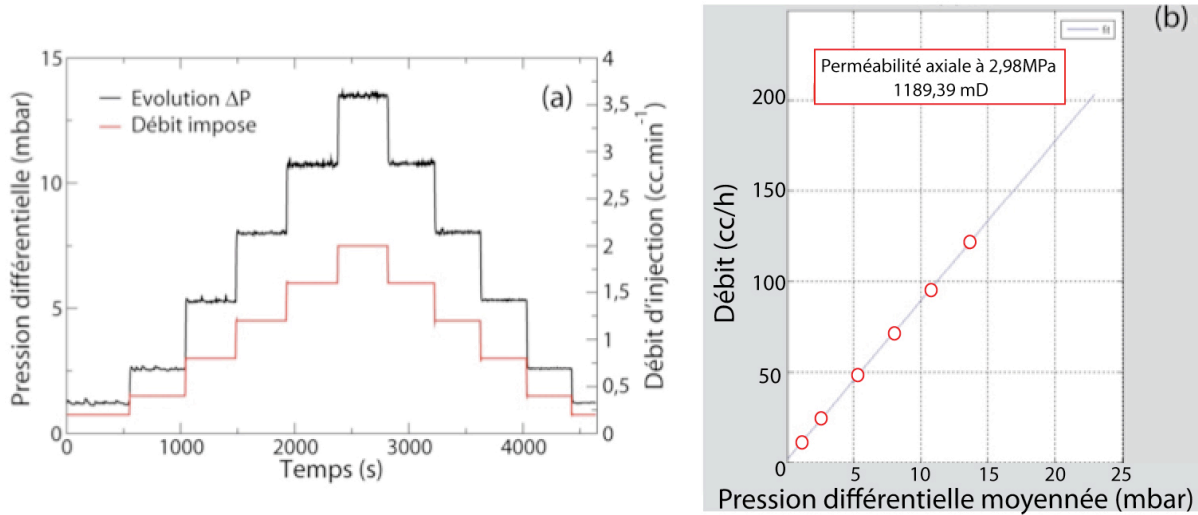 (a)
Evolution ΔP
Débit impose
Pression différentielle (mbar)
15
10
5
0
Débit d'injection (cc.min⁻¹)
4
3,5
3
2,5
2
1,5
1
0,5
0
0
1000
2000
3000
4000
Temps (s)
(b)
fit
Perméabilité axiale à 2,98MPa
1189,39 mD
Débit (cc/h)
200
150
100
50
0
0
5
10
15
20
25
Pression différentielle moyennée (mbar)